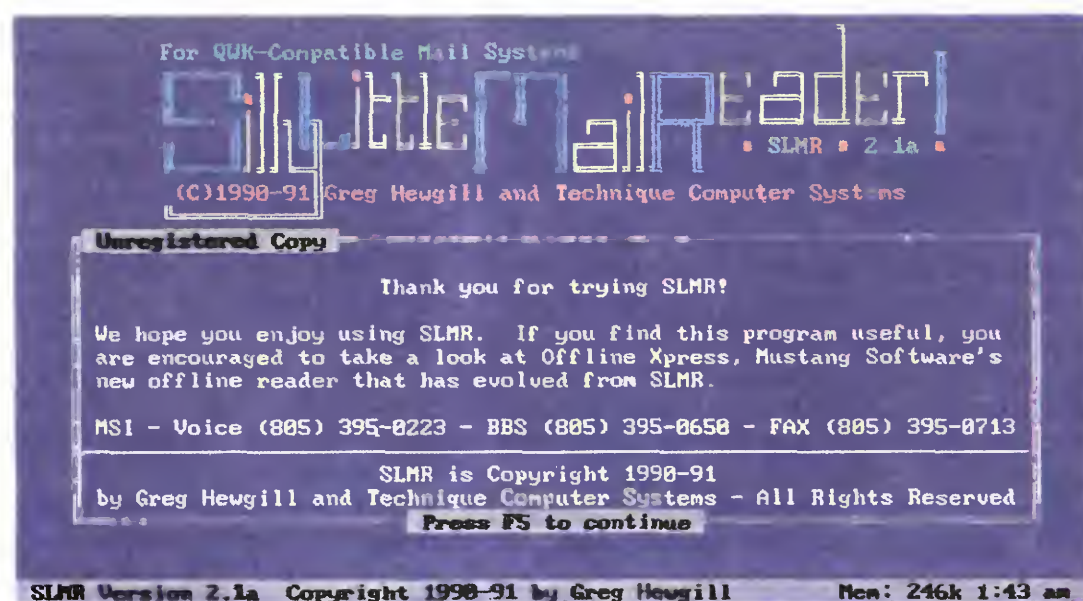 For QWK-Compatible Mail Systems
Silly Little Mail Reader!
▪ SLMR ▪ 2.1a ▪
(C)1990-91 Greg Hewgill and Technique Computer Systems
Unregistered Copy
Thank you for trying SLMR!
We hope you enjoy using SLMR. If you find this program useful, you
are encouraged to take a look at Offline Xpress, Mustang Software's
new offline reader that has evolved from SLMR.
MSI - Voice (805) 395-0223 - BBS (805) 395-0650 - FAX (805) 395-0713
SLMR is Copyright 1990-91
by Greg Hewgill and Technique Computer Systems - All Rights Reserved
Press F5 to continue
SLMR Version 2.1a Copyright 1990-91 by Greg Hewgill Mem: 246k 1:43 am